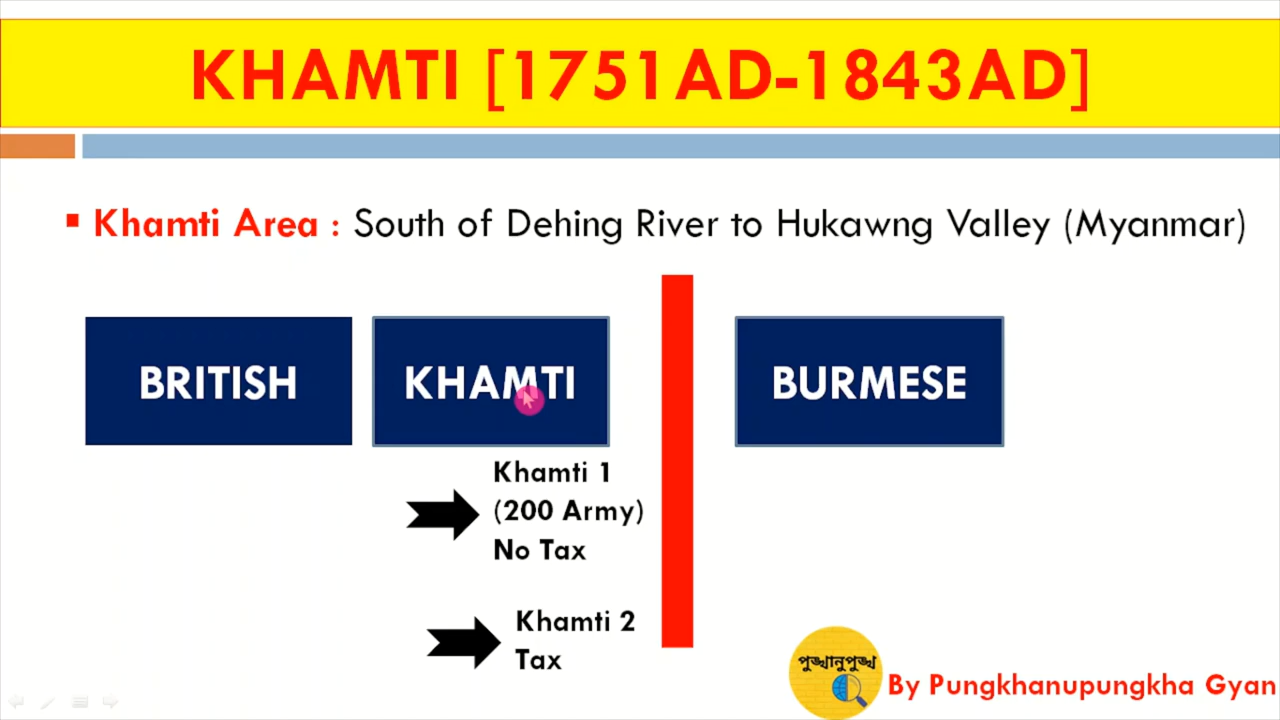 KHAMTI [1751AD-1843AD]
Khamti Area : South of Dehing River to Hukawng Valley (Myanmar)
BRITISH
KHAMTI
BURMESE
Khamti 1
(200 Army)
No Tax
Khamti 2
Tax
পুঙ্খানুপুঙ্খ
By Pungkhanupungkha Gyan